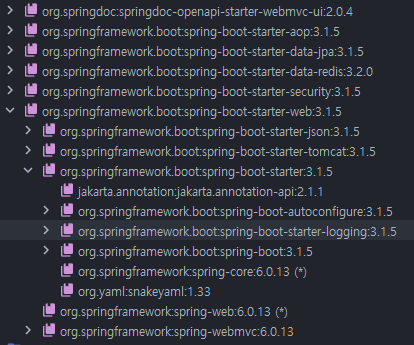 org.springdoc:springdoc-openapi-starter-webmvc-ui:2.0.4
org.springframework.boot:spring-boot-starter-aop:3.1.5
org.springframework.boot:spring-boot-starter-data-jpa:3.1.5
org.springframework.boot:spring-boot-starter-data-redis:3.2.0
org.springframework.boot:spring-boot-starter-security:3.1.5
org.springframework.boot:spring-boot-starter-web:3.1.5
org.springframework.boot:spring-boot-starter-json:3.1.5
org.springframework.boot:spring-boot-starter-tomcat:3.1.5
org.springframework.boot:spring-boot-starter:3.1.5
jakarta.annotation:jakarta.annotation-api:2.1.1
org.springframework.boot:spring-boot-autoconfigure:3.1.5
org.springframework.boot:spring-boot-starter-logging:3.1.5
org.springframework.boot:spring-boot:3.1.5
org.springframework:spring-core:6.0.13 (*)
org.yaml:snakeyaml:1.33
org.springframework:spring-web:6.0.13 (*)
org.springframework:spring-webmvc:6.0.13